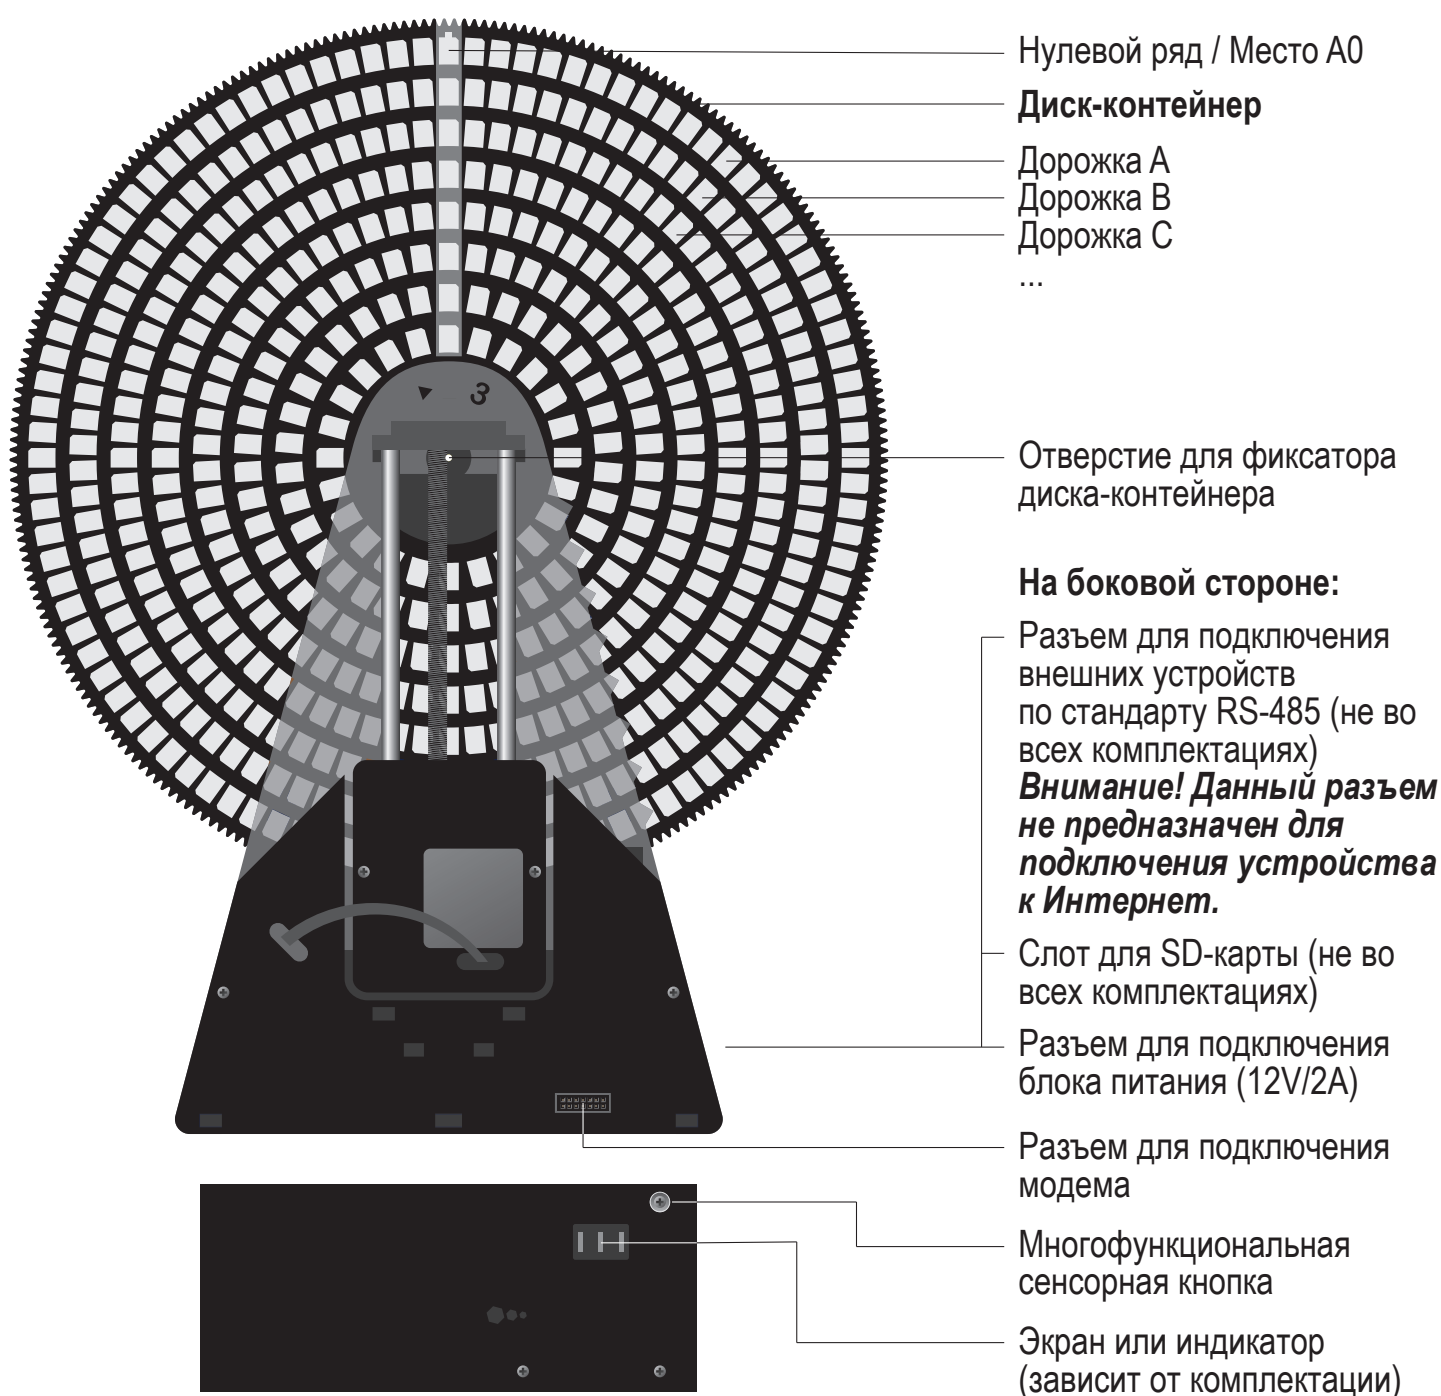 Нулевой ряд / Место A0
Диск-контейнер
Дорожка A
Дорожка B
Дорожка C
...
3
Отверстие для фиксатора
диска-контейнера
На боковой стороне:
Разъем для подключения
внешних устройств
по стандарту RS-485 (не во
всех комплектациях)
Внимание! Данный разъем
не предназначен для
подключения устройства
к Интернет.
Слот для SD-карты (не во
всех комплектациях)
Разъем для подключения
блока питания (12V/2A)
Разъем для подключения
модема
Многофункциональная
сенсорная кнопка
Экран или индикатор
(зависит от комплектации)